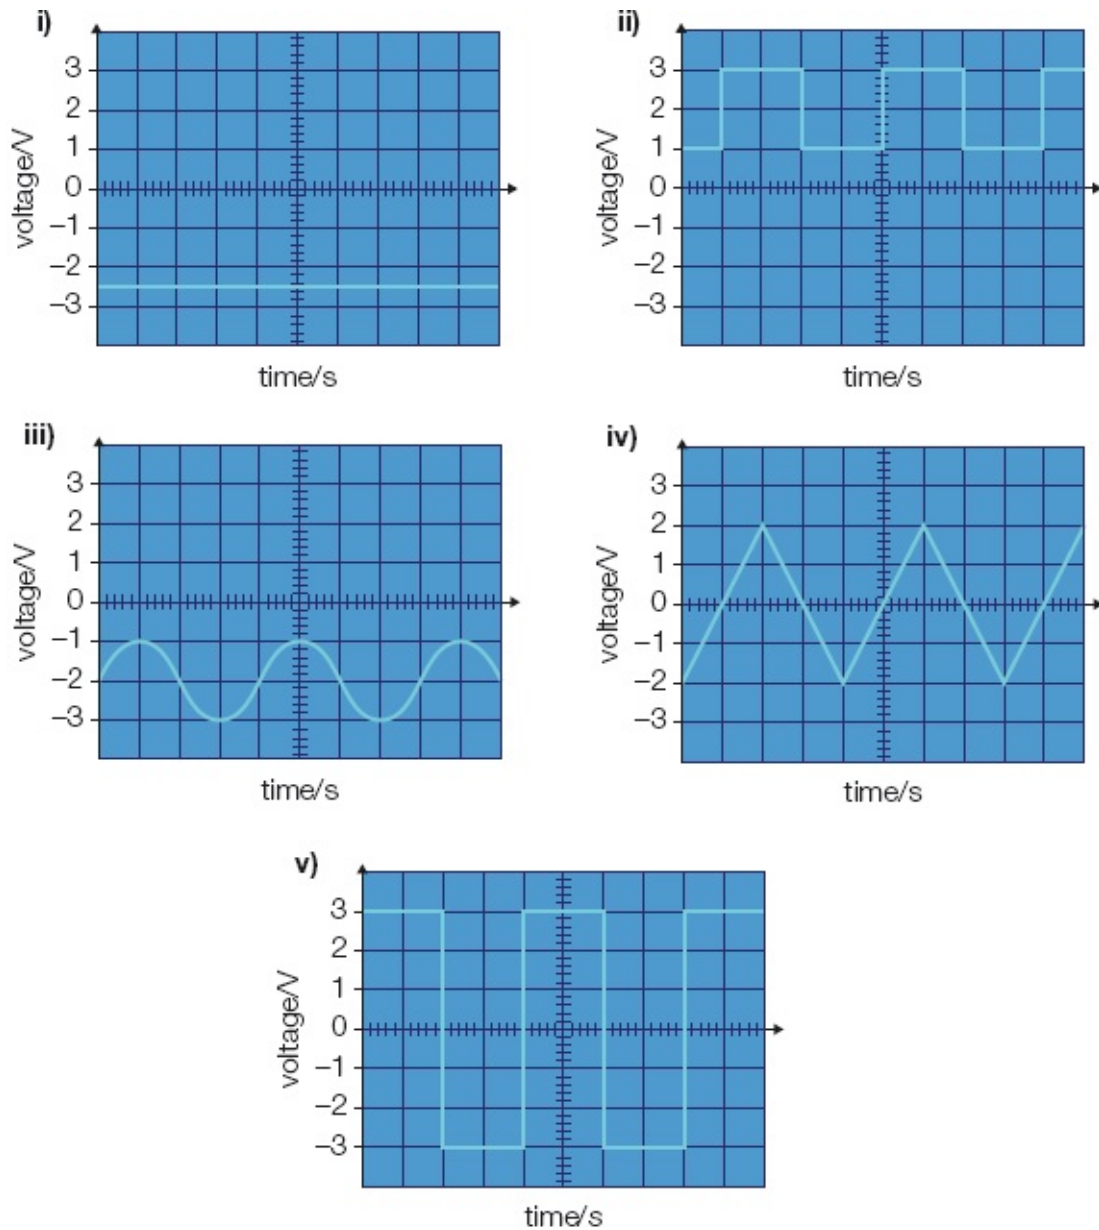 i)
3
2
1
0
–1
–2
–3
voltage/V
time/s
ii)
3
2
1
0
–1
–2
–3
voltage/V
time/s
iii)
3
2
1
0
–1
–2
–3
voltage/V
time/s
iv)
3
2
1
0
–1
–2
–3
voltage/V
time/s
v)
3
2
1
0
–1
–2
–3
voltage/V
time/s